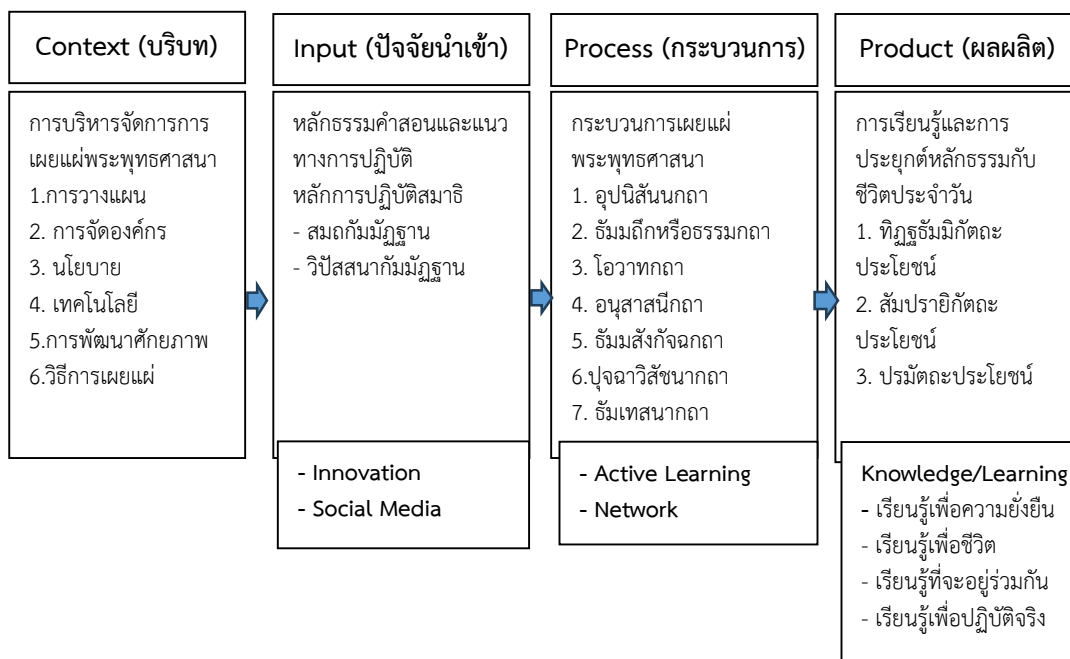 Context (บริบท)
การบริหารจัดการการ
เผยแผ่พระพุทธศาสนา
1.การวางแผน
2. การจัดองค์กร
3. นโยบาย
4. เทคโนโลยี
5.การพัฒนาศักยภาพ
6.วิธีการเผยแผ่
Input (ปัจจัยนำเข้า)
หลักธรรมคำสอนและแนว
ทางการปฏิบัติ
หลักการปฏิบัติสมาธิ
- สมถกัมมัฏฐาน
- วิปัสสนากัมมัฏฐาน
- Innovation
- Social Media
Process (กระบวนการ)
กระบวนการเผยแผ่
พระพุทธศาสนา
1. อุปนิสันนกถา
2. ธัมมถึกหรือธรรมกถา
3. โอวาทกถา
4. อนุสาสนีกถา
5. ธัมมสังกัจฉกถา
6.ปุจฉาวิสัชนากถา
7. ธัมเทสนากถา
- Active Learning
- Network
Product (ผลผลิต)
การเรียนรู้และการ
ประยุกต์หลักธรรมกับ
ชีวิตประจำวัน
1. ทิฏฐธัมมิกัตถะ
ประโยชน์
2. สัมปรายิกัตถะ
ประโยชน์
3. ปรมัตถะประโยชน์
Knowledge/Learning
- เรียนรู้เพื่อความยั่งยืน
- เรียนรู้เพื่อชีวิต
- เรียนรู้ที่จะอยู่ร่วมกัน
- เรียนรู้เพื่อปฏิบัติจริง